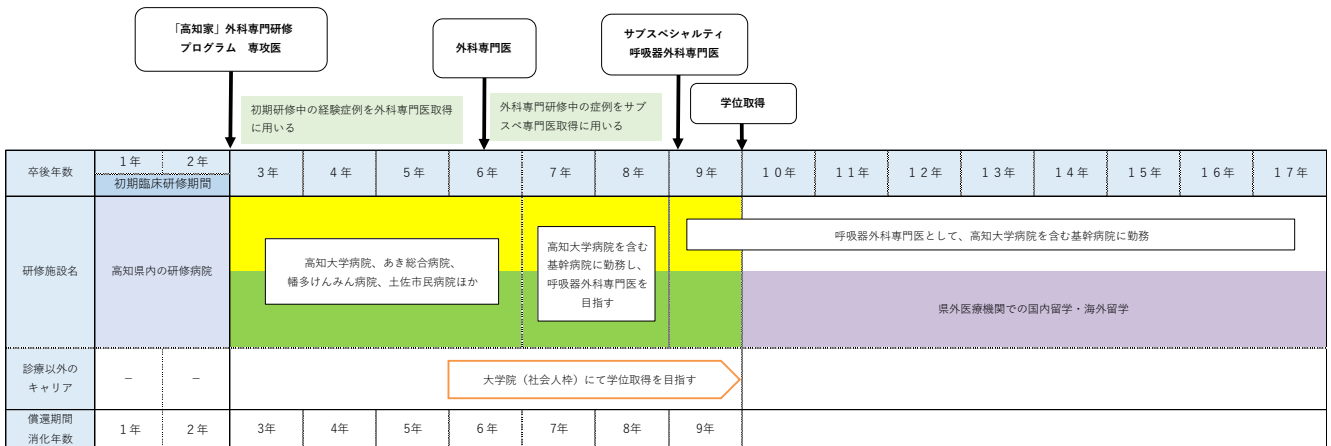 「高知家」外科専門研修
プログラム　専攻医
外科専門医
サブスペシャルティ
呼吸器外科専門医
学位取得
初期研修中の経験症例を外科専門医取得
に用いる
外科専門研修中の症例をサブ
スペ専門医取得に用いる
卒後年数
1年
2年
初期臨床研修期間
3年
4年
5年
6年
7年
8年
9年
10年
11年
12年
13年
14年
15年
16年
17年
研修施設名
高知県内の研修病院
高知大学病院、あき総合病院、
幡多けんみん病院、土佐市民病院ほか
高知大学病院を含む
基幹病院に勤務し、
呼吸器外科専門医を
目指す
呼吸器外科専門医として、高知大学病院を含む基幹病院に勤務
県外医療機関での国内留学・海外留学
診療以外の
キャリア
－
－
大学院（社会人枠）にて学位取得を目指す
償還期間
消化年数
1年
2年
3年
4年
5年
6年
7年
8年
9年